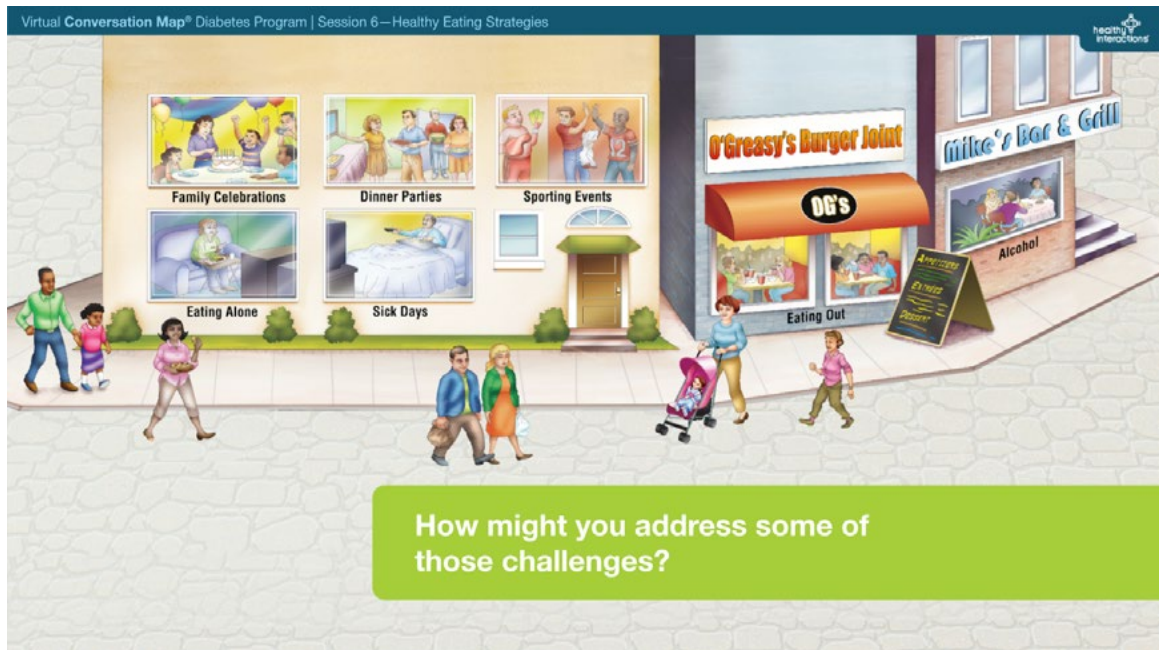 Virtual Conversation Map® Diabetes Program | Session 6—Healthy Eating Strategies
healthy interactions
O'Greasy's Burger Joint
Mike's Bar & Grill
OG's
Family Celebrations
Dinner Parties
Sporting Events
Alcohol
Appetizers
Entrées
Dessert
Eating Alone
Sick Days
Eating Out
How might you address some of
those challenges?